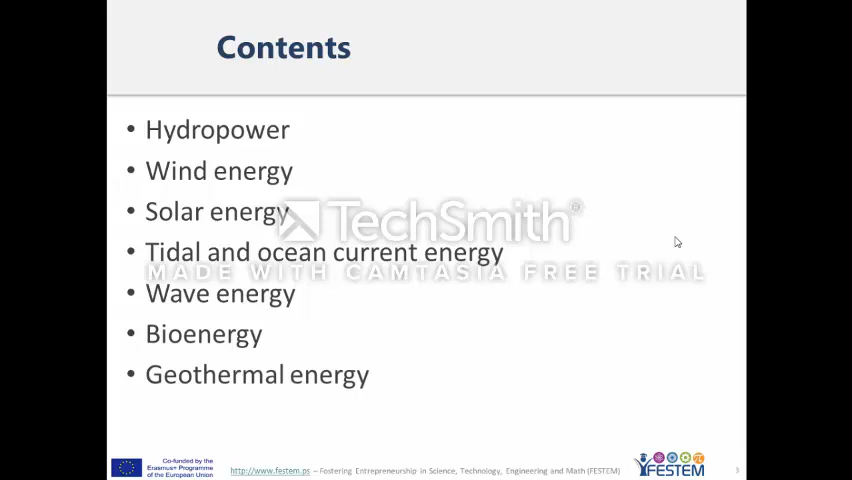 Contents
• Hydropower
• Wind energy
• Solar energy
TechSmith®
• Tidal and ocean current energy
MADE WITH CAMTASIA FREE TRIAL
• Wave energy
• Bioenergy
• Geothermal energy
Co-funded by the
Erasmus+ Programme
of the European Union
http://www.festem.ps – Fostering Entrepreneurship in Science, Technology, Engineering and Math (FESTEM)
FESTEM
3